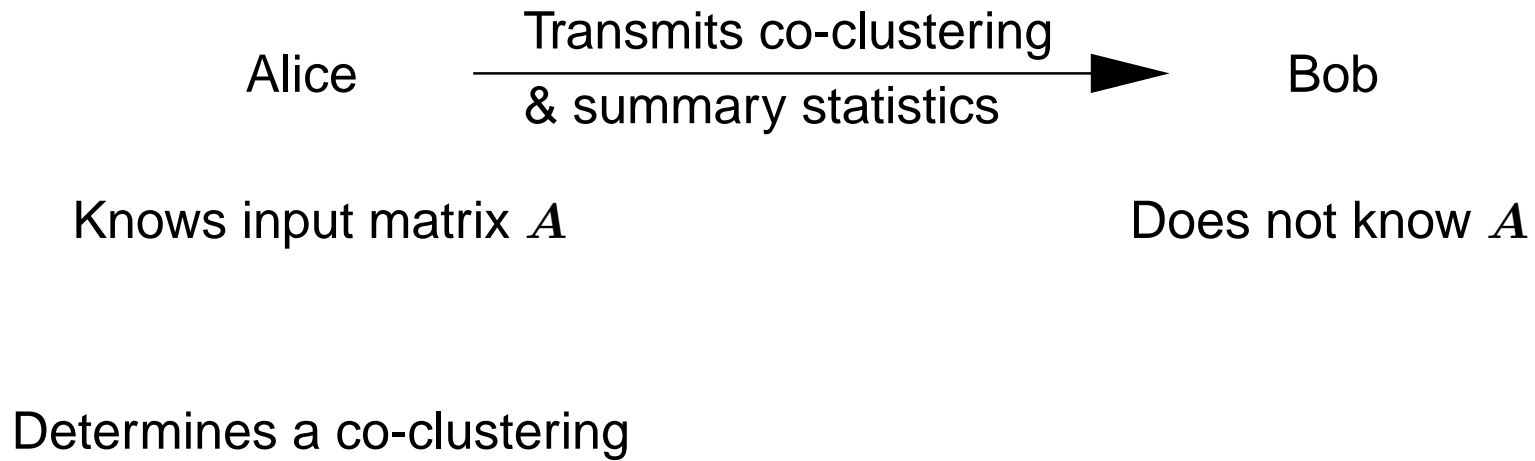 Transmits co-clustering
Alice
Bob
& summary statistics
Knows input matrix A
Does not know A
Determines a co-clustering